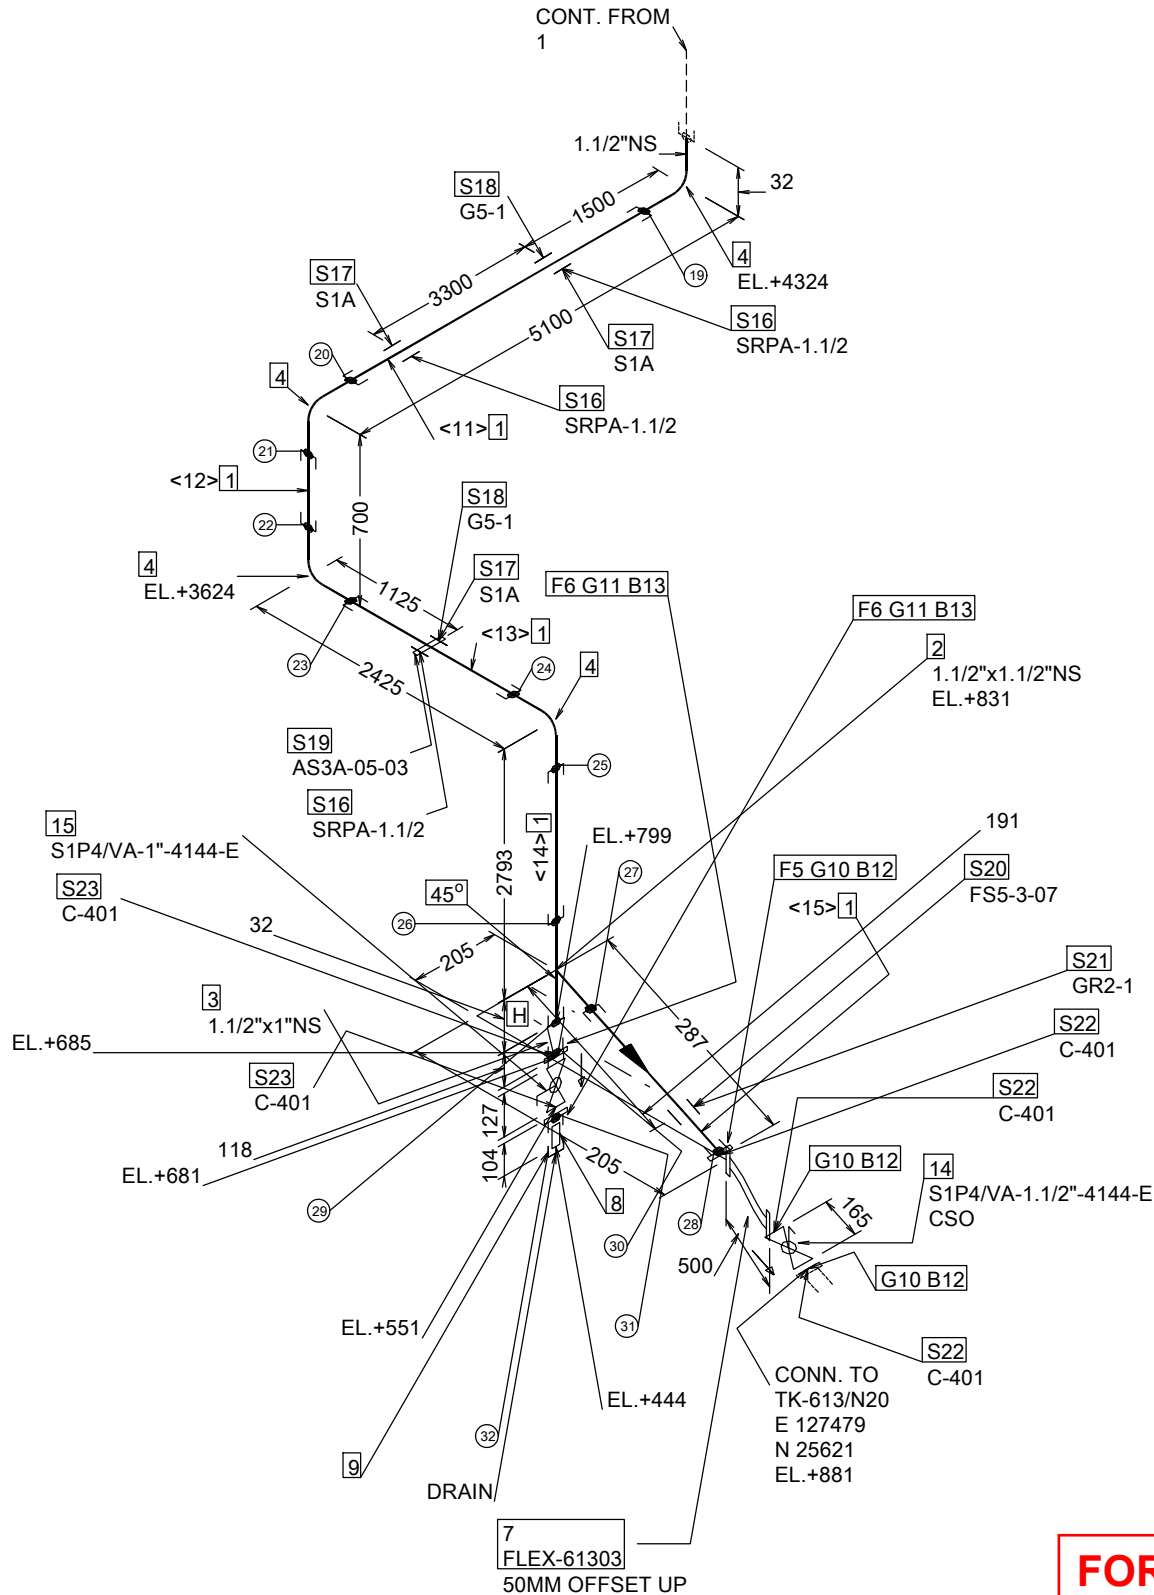 CONT. FROM
1
1.1/2"NS
32
S18
G5-1
1500
4
EL.+4324
19
S17
S1A
3300
5100
S16
SRPA-1.1/2
S17
S1A
20
4
S16
SRPA-1.1/2
<11> 1
21
<12> 1
S18
G5-1
22
700
4
EL.+3624
1125
S17
S1A
F6 G11 B13
F6 G11 B13
<13> 1
2
1.1/2"x1.1/2"NS
EL.+831
23
24
4
2425
S19
AS3A-05-03
25
S16
SRPA-1.1/2
15
S1P4/VA-1"-4144-E
<14> 1
EL.+799
191
2793
S23
C-401
27
F5 G10 B12
S20
FS5-3-07
45°
<15> 1
26
32
205
S21
GR2-1
3
1.1/2"x1"NS
H
287
S22
C-401
EL.+685
S23
C-401
S22
C-401
127
118
104
205
G10 B12
14
S1P4/VA-1.1/2"-4144-E
CSO
EL.+681
8
29
28
165
30
500
G10 B12
31
EL.+551
S22
C-401
CONN. TO
TK-613/N20
E 127479
N 25621
EL.+881
EL.+444
32
9
DRAIN
7
FLEX-61303
50MM OFFSET UP
FOR